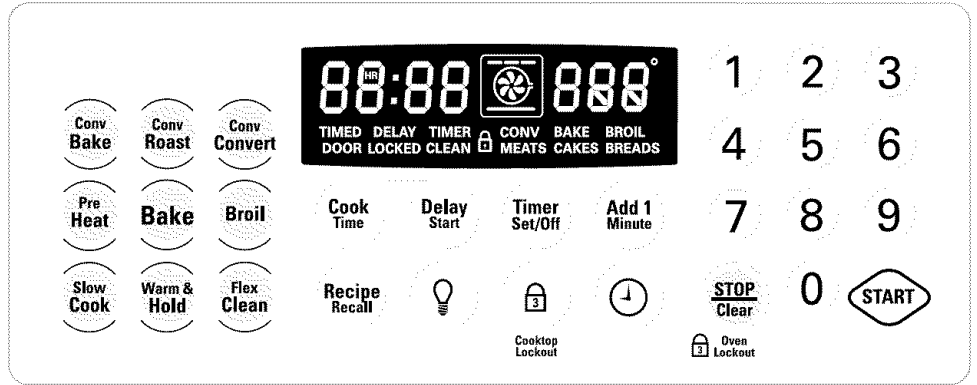 Conv
Bake
Conv
Roast
Conv
Convert
Pre
Heat
Bake
Broil
Slow
Cook
Warm &
Hold
Flex
Clean
88:88 888°
HR
TIMED DELAY TIMER CONV BAKE BROIL
DOOR LOCKED CLEAN MEATS CAKES BREADS
Cook
Time
Delay
Start
Timer
Set/Off
Add 1
Minute
Recipe
Recall
3
Cooktop
Lockout
1 2 3
4 5 6
7 8 9
STOP
Clear
0
START
3
Oven
Lockout